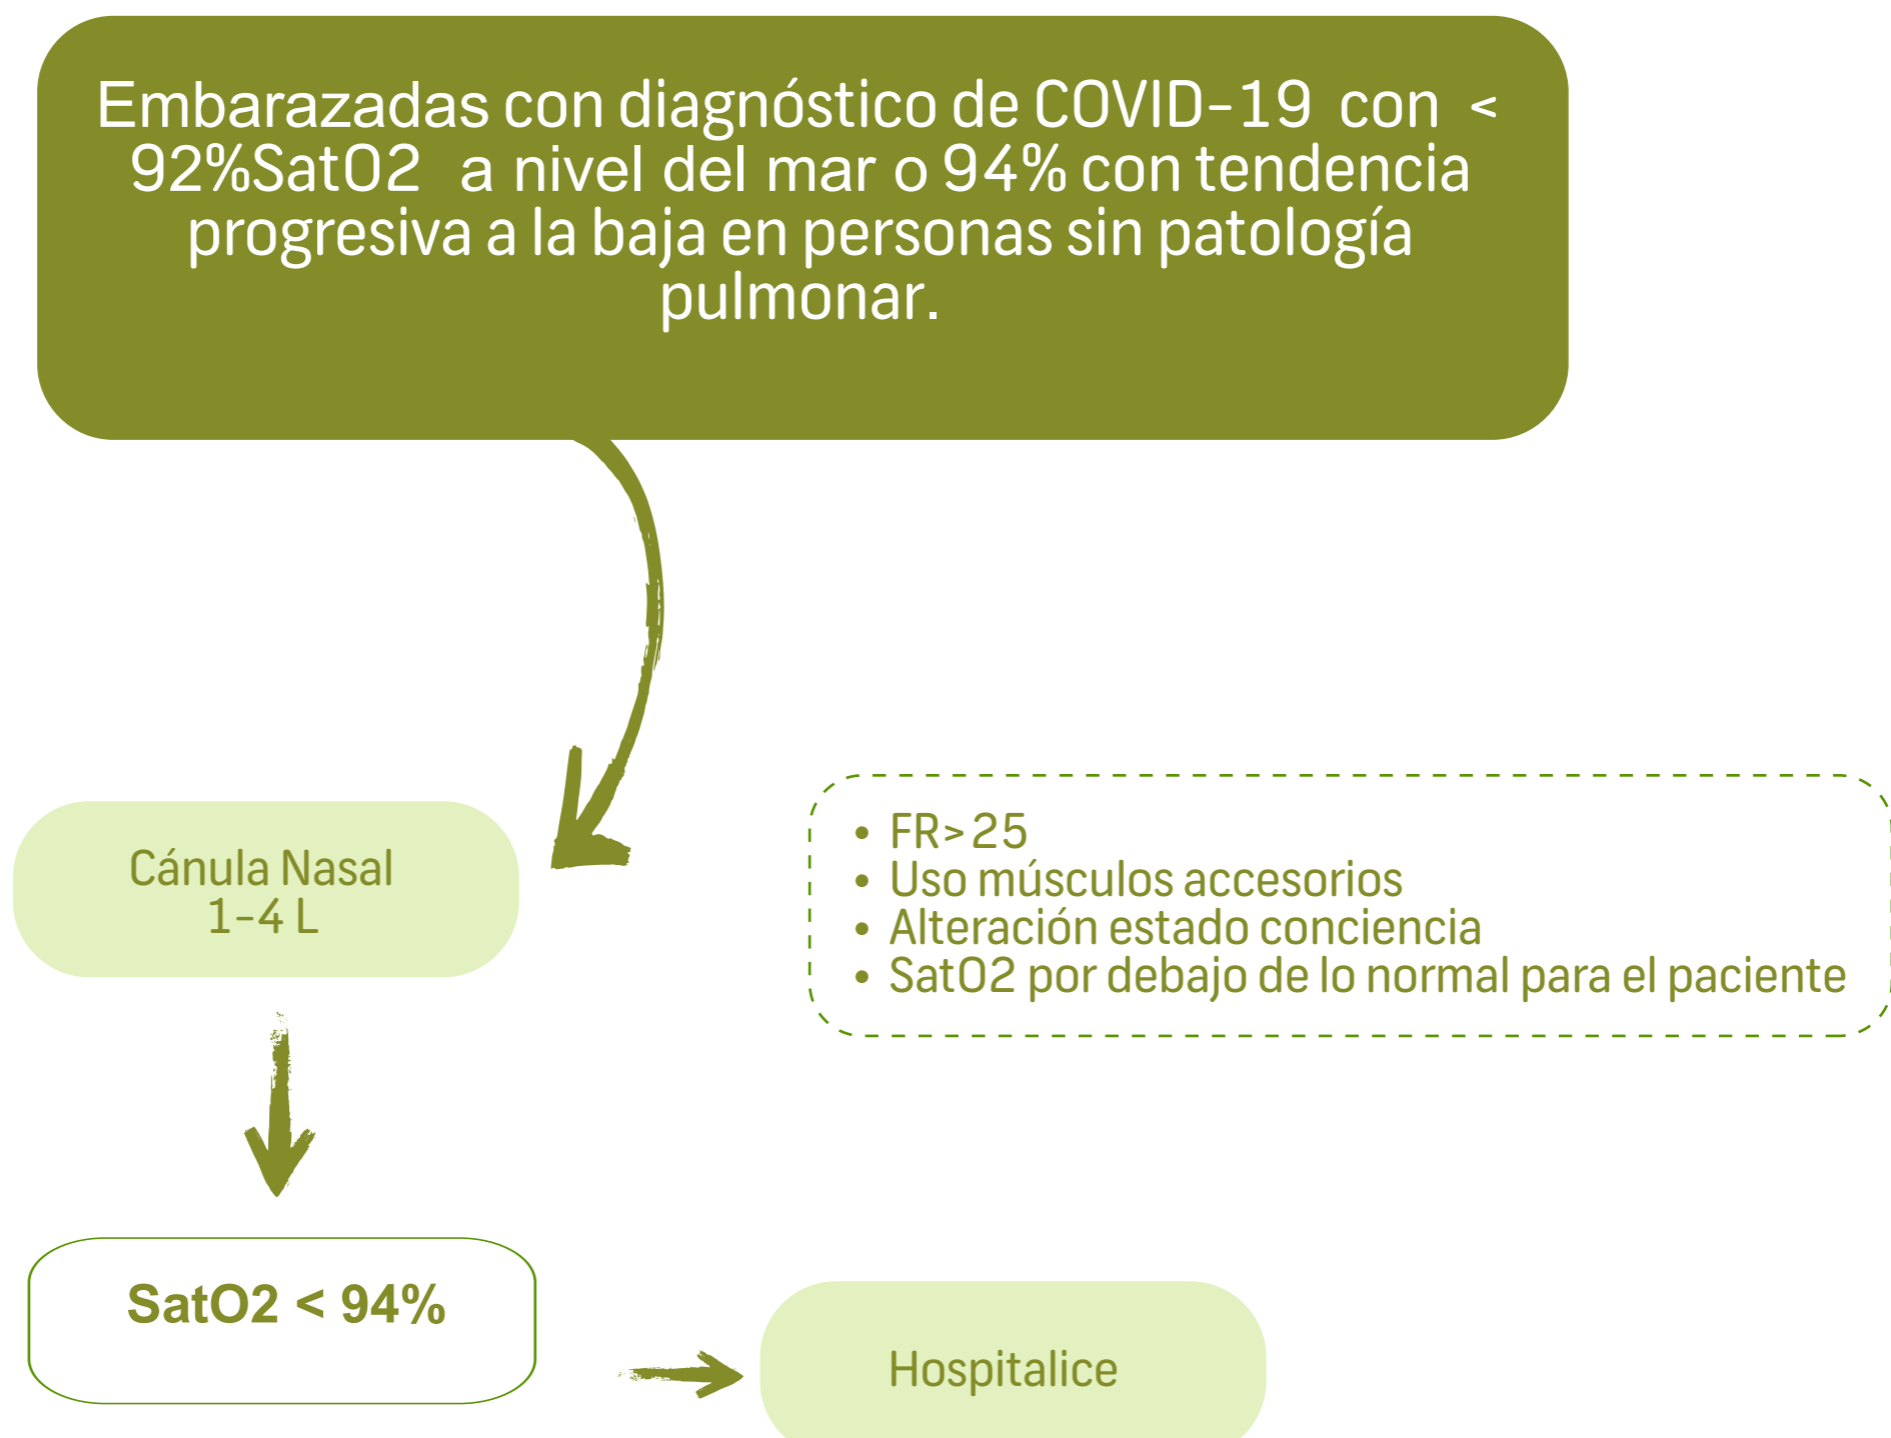 Embarazadas con diagnóstico de COVID-19 con <
92%SatO2 a nivel del mar o 94% con tendencia
progresiva a la baja en personas sin patología
pulmonar.
Cánula Nasal
1-4 L
• FR>25
• Uso músculos accesorios
• Alteración estado conciencia
• SatO2 por debajo de lo normal para el paciente
SatO2 < 94%
Hospitalice